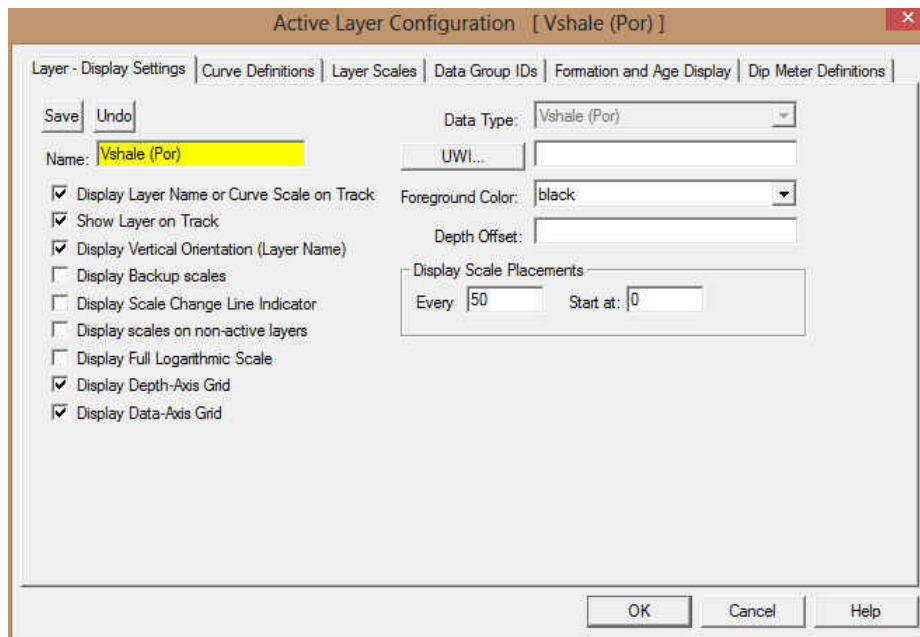 Active Layer Configuration [ Vshale (Por) ]
Layer - Display Settings Curve Definitions Layer Scales Data Group IDs Formation and Age Display Dip Meter Definitions
Save Undo
Name: Vshale (Por)
Display Layer Name or Curve Scale on Track
Show Layer on Track
Display Vertical Orientation (Layer Name)
Display Backup scales
Display Scale Change Line Indicator
Display scales on non-active layers
Display Full Logarithmic Scale
Display Depth-Axis Grid
Display Data-Axis Grid
Data Type: Vshale (Por)
UWI...
Foreground Color: black
Depth Offset:
Display Scale Placements
Every 50 Start at: 0
OK Cancel Help